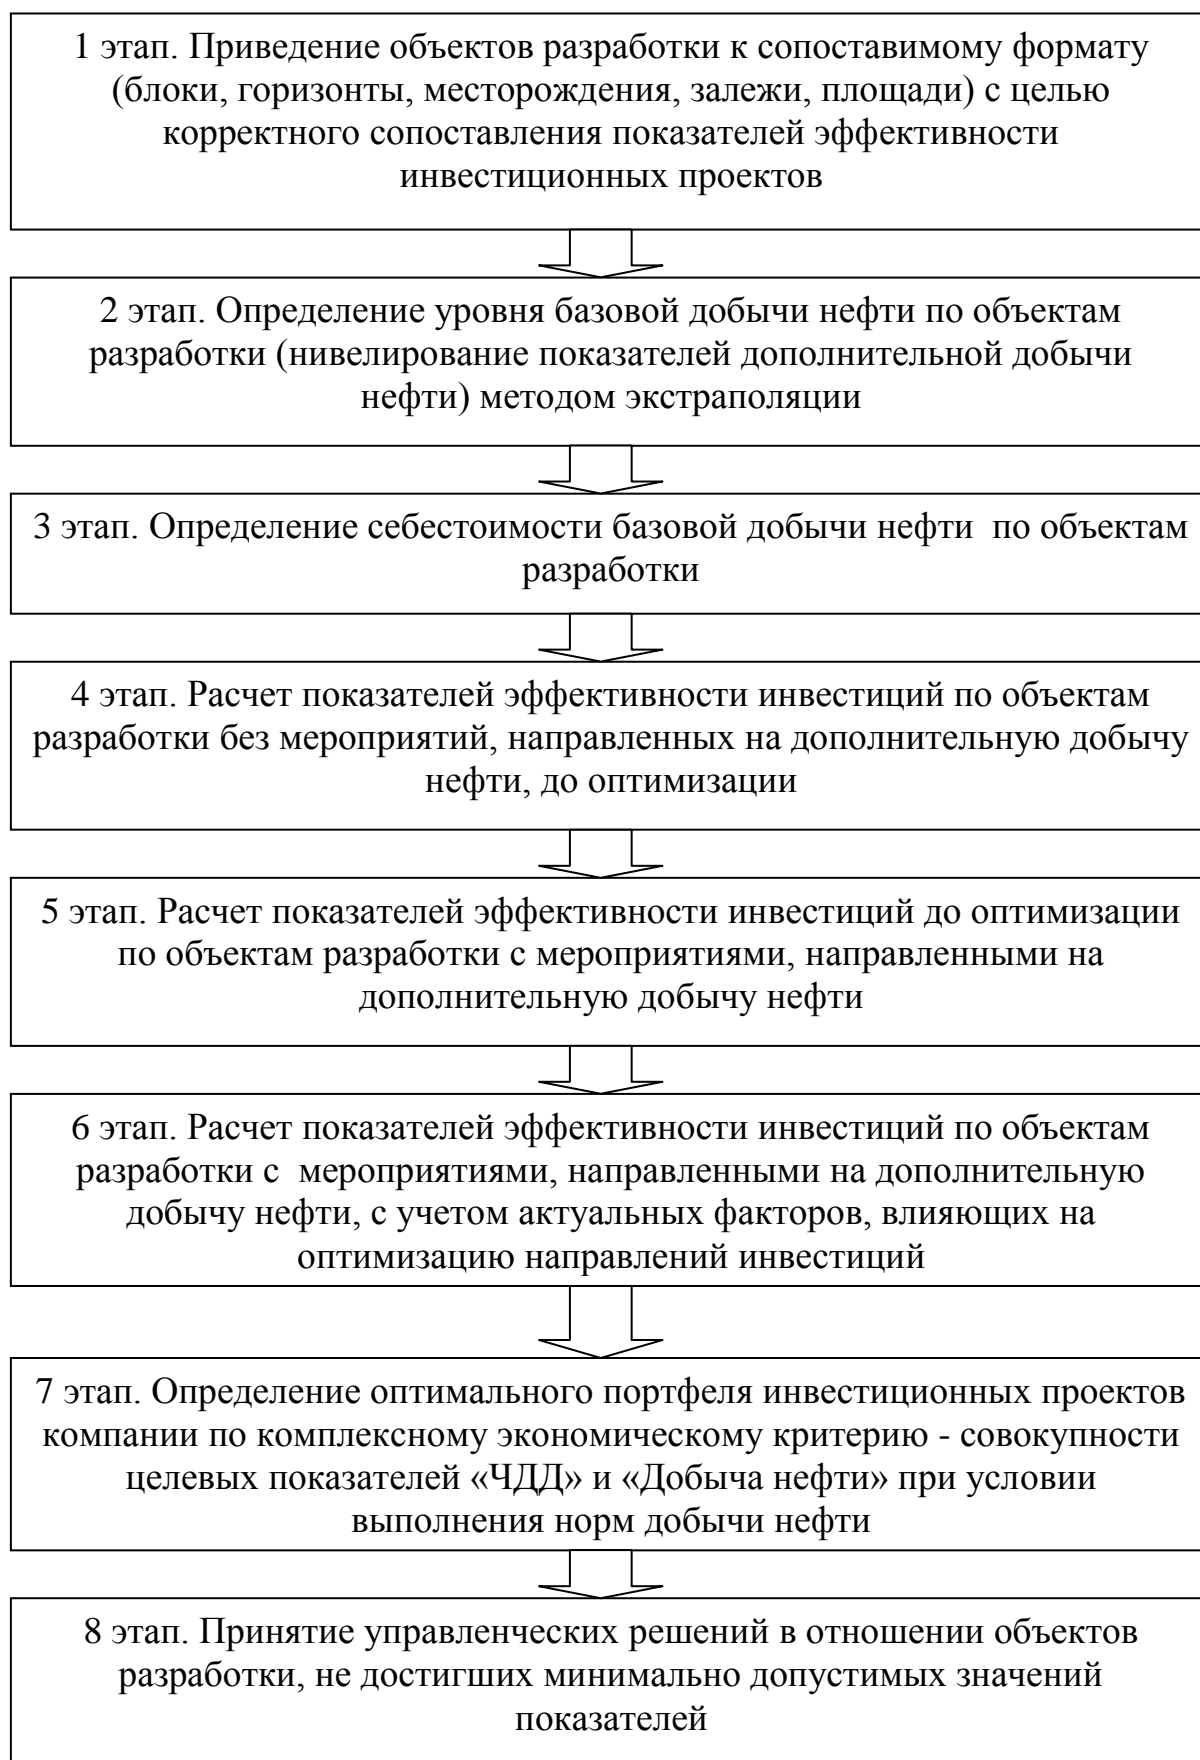 1 этап. Приведение объектов разработки к сопоставимому формату
(блоки, горизонты, месторождения, залежи, площади) с целью
корректного сопоставления показателей эффективности
инвестиционных проектов
2 этап. Определение уровня базовой добычи нефти по объектам
разработки (нивелирование показателей дополнительной добычи
нефти) методом экстраполяции
3 этап. Определение себестоимости базовой добычи нефти по объектам
разработки
4 этап. Расчет показателей эффективности инвестиций по объектам
разработки без мероприятий, направленных на дополнительную добычу
нефти, до оптимизации
5 этап. Расчет показателей эффективности инвестиций до оптимизации
по объектам разработки с мероприятиями, направленными на
дополнительную добычу нефти
6 этап. Расчет показателей эффективности инвестиций по объектам
разработки с мероприятиями, направленными на дополнительную
добычу нефти, с учетом актуальных факторов, влияющих на
оптимизацию направлений инвестиций
7 этап. Определение оптимального портфеля инвестиционных проектов
компании по комплексному экономическому критерию - совокупности
целевых показателей «ЧДД» и «Добыча нефти» при условии
выполнения норм добычи нефти
8 этап. Принятие управленческих решений в отношении объектов
разработки, не достигших минимально допустимых значений
показателей